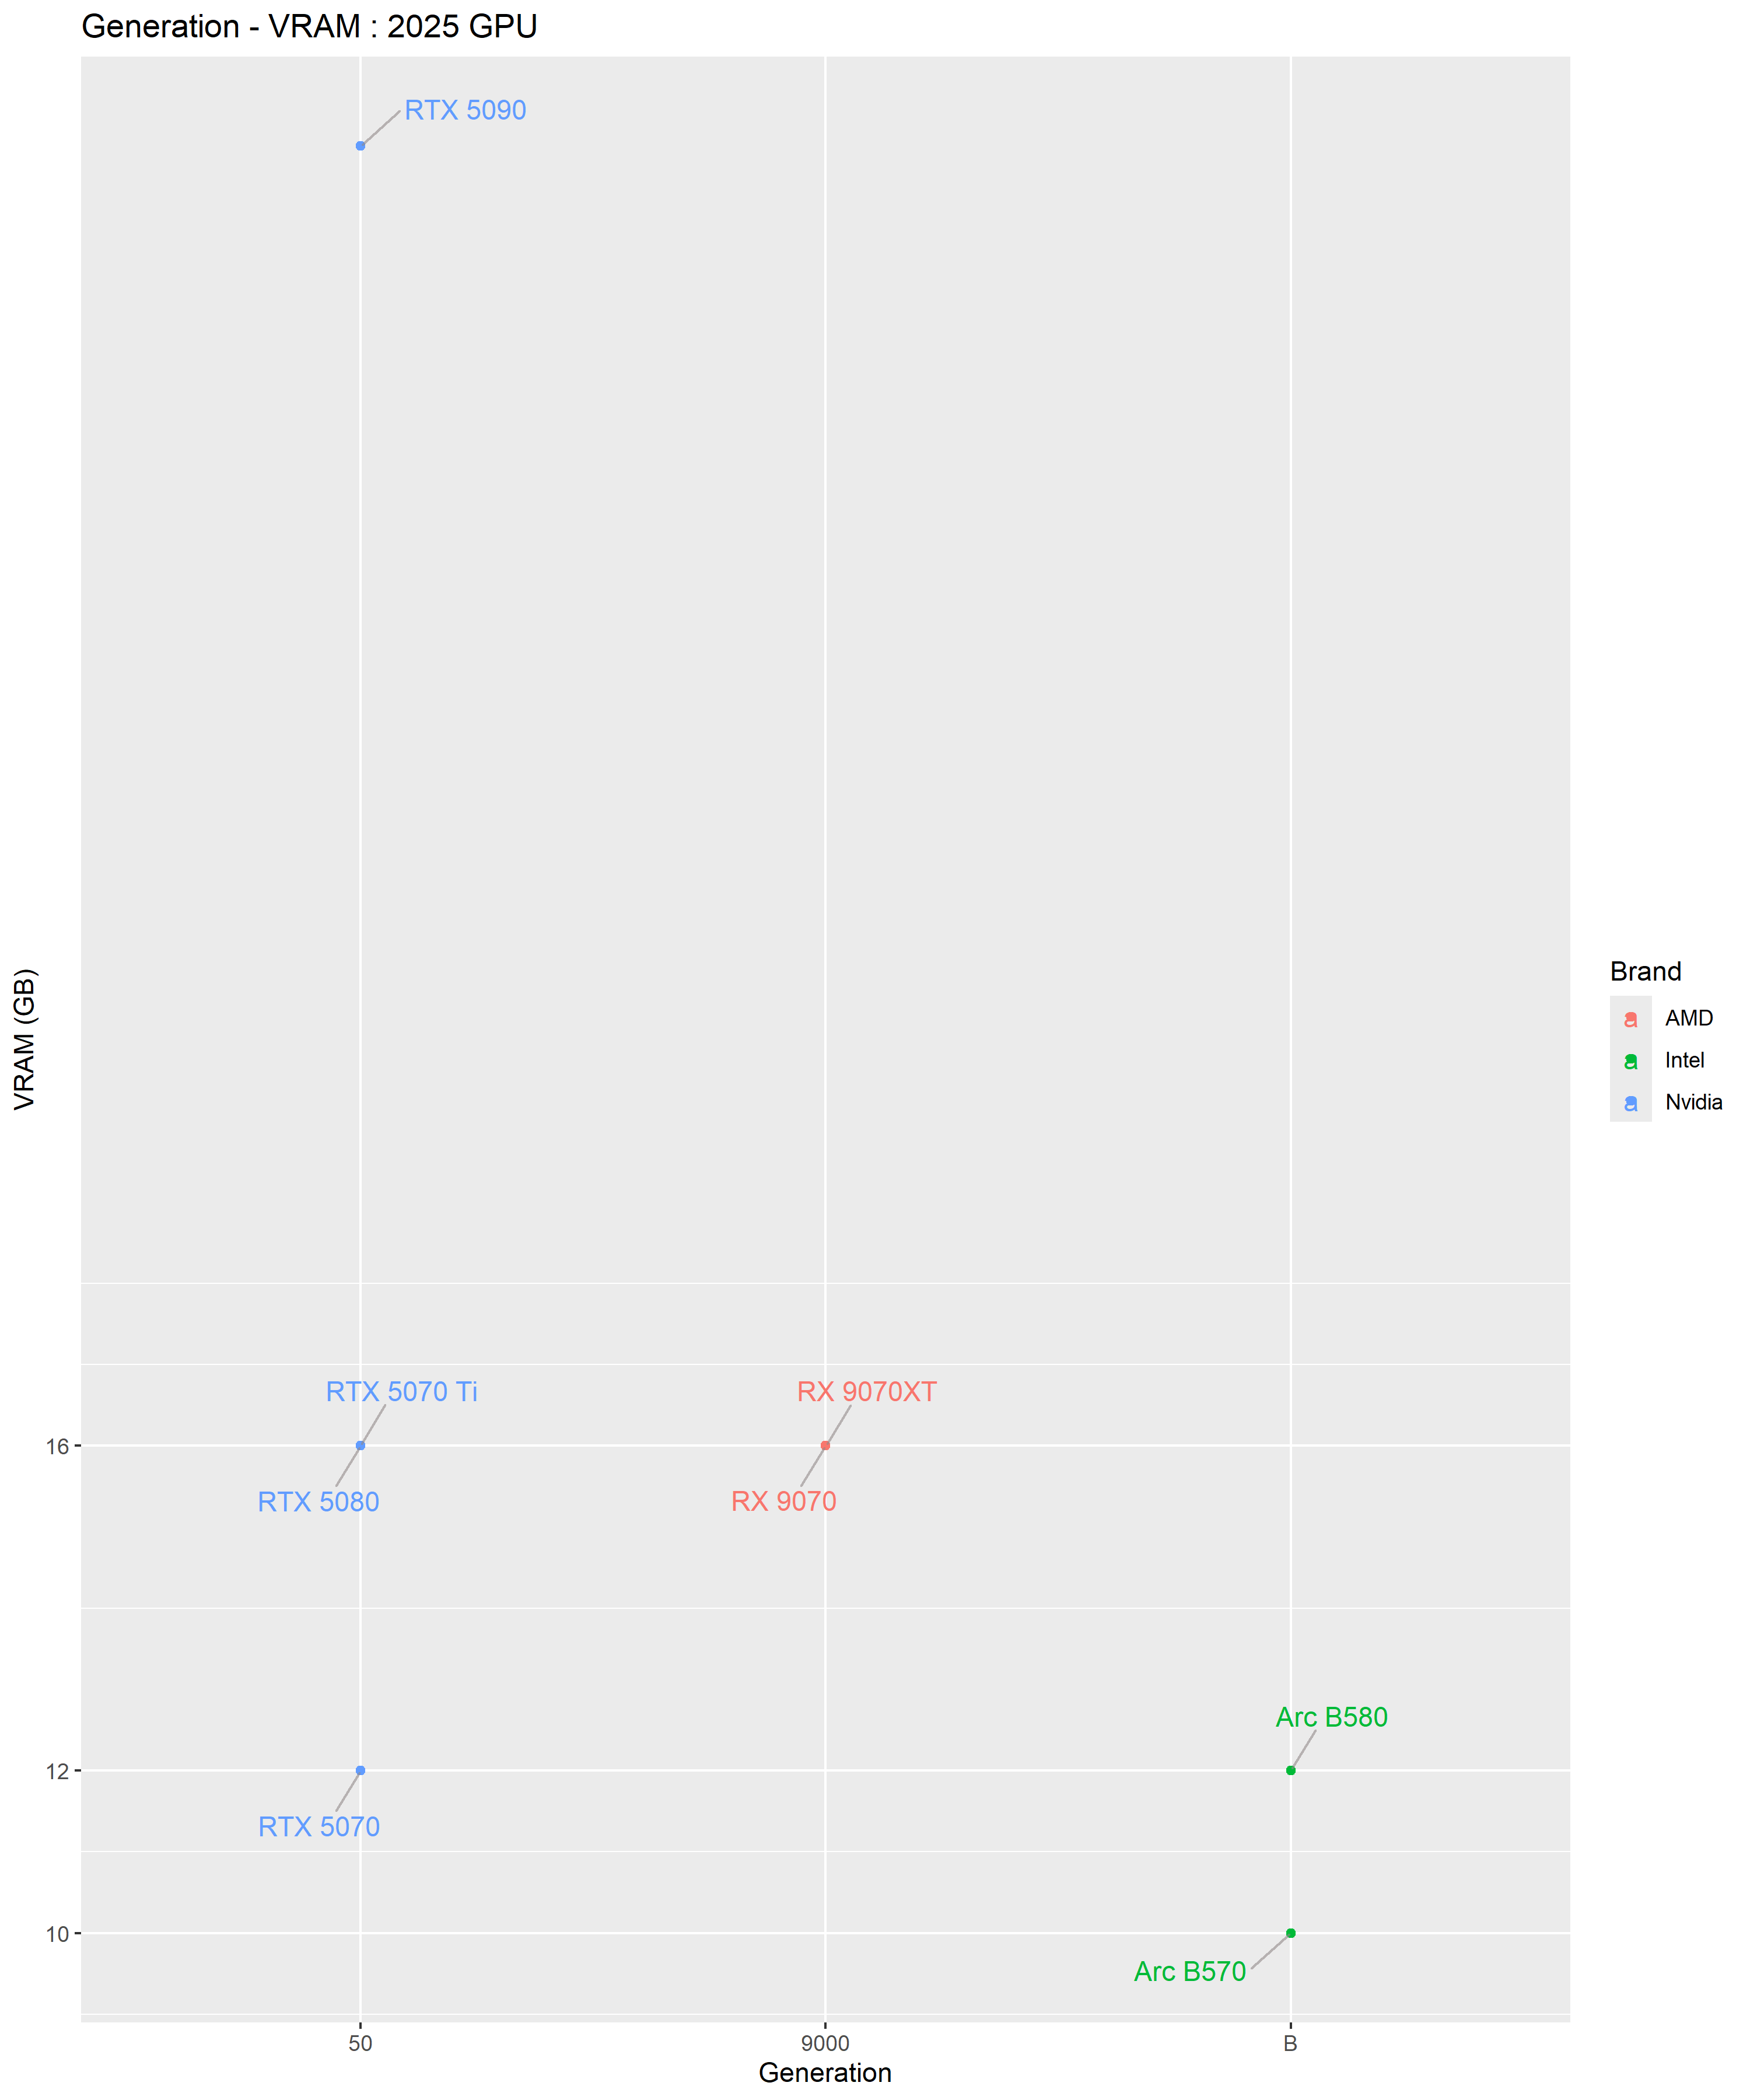 Generation - VRAM : 2025 GPU
RTX 5090
VRAM (GB)
Brand
a AMD
a Intel
a Nvidia
RTX 5070 Ti
RX 9070XT
16
RTX 5080
RX 9070
Arc B580
12
RTX 5070
10
Arc B570
50
9000
B
Generation